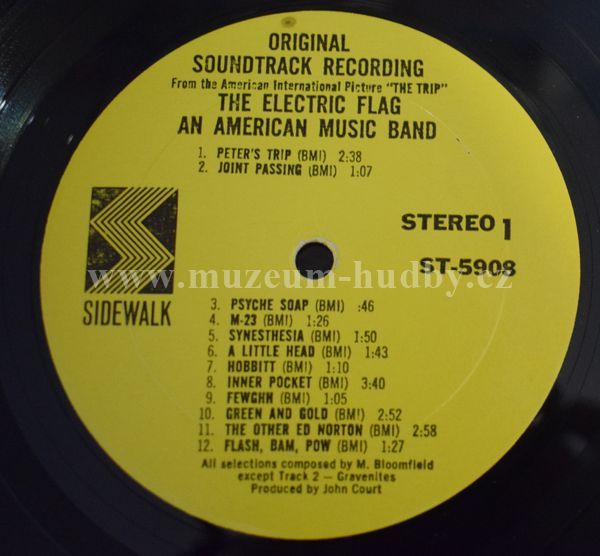 ORIGINAL
SOUNDTRACK RECORDING
From the American International Picture "THE TRIP"
THE ELECTRIC FLAG
AN AMERICAN MUSIC BAND
1. PETER'S TRIP (BMI) 2:38
2. JOINT PASSING (BMI) 1:07
STEREO 1
ST-5908
www.muzeum-hudby.cz
SIDEWALK
3. PSYCHE SOAP (BMI) :46
4. M-23 (BMI) 1:26
5. SYNESTHESIA (BMI) 1:50
6. A LITTLE HEAD (BMI) 1:43
7. HOBBITT (BMI) 1:10
8. INNER POCKET (BMI) 3:40
9. FEWGHH (BMI) 1:05
10. GREEN AND GOLD (BMI) 2:52
11. THE OTHER ED NORTON (BMI) 2:58
12. FLASH, BAM, POW (BMI) 1:27
All selections composed by M. Bloomfield
except Track 2 — Gravenites
Produced by John Court